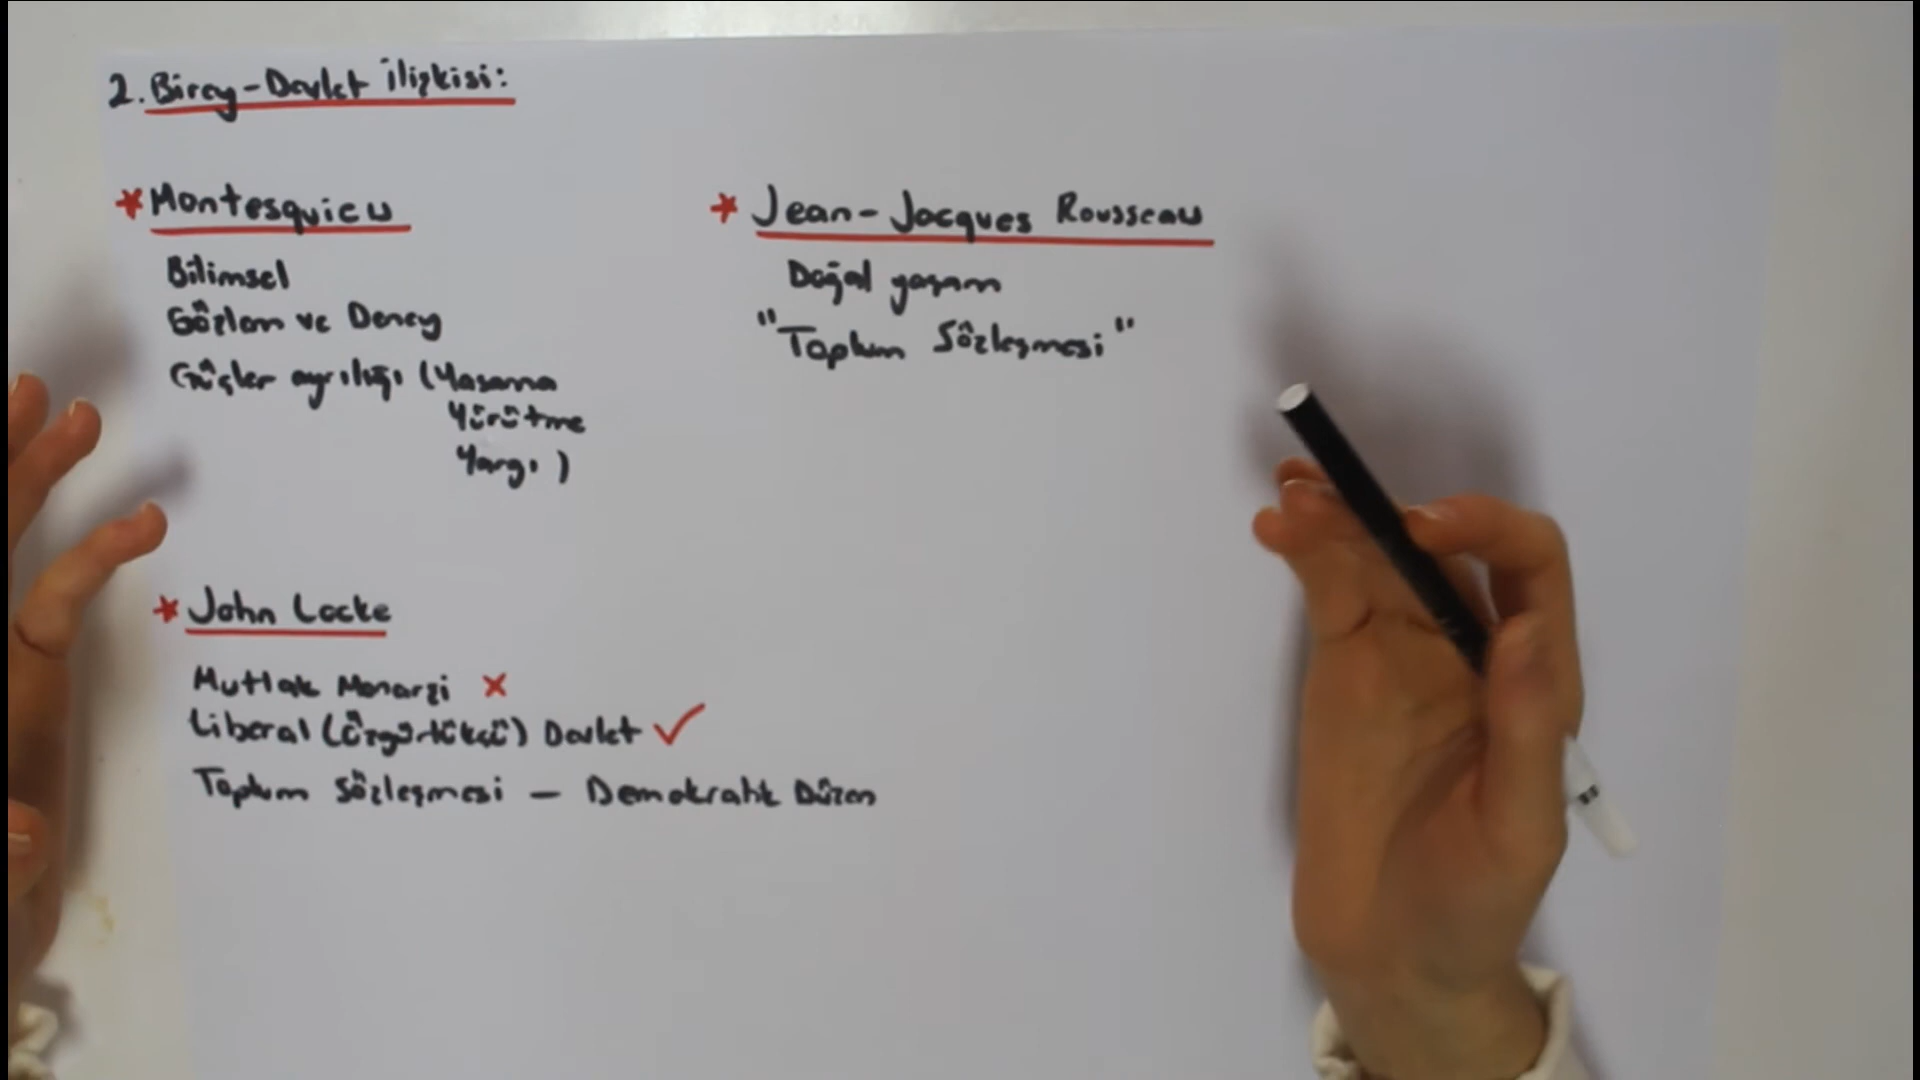 2. Birey-Devlet İlişkisi:
* Montesquieu
Bilimsel
Gözlem ve Deney
Güçler ayrılığı (Yasama
Yürütme
Yargı)
* Jean-Jacques Rousseau
Doğal yaşam
"Toplum Sözleşmesi"
* John Locke
Mutlak Monarşi x
Liberal (Özgürlükçü) Devlet ✓
Toplum sözleşmesi — Demokratik Düzen